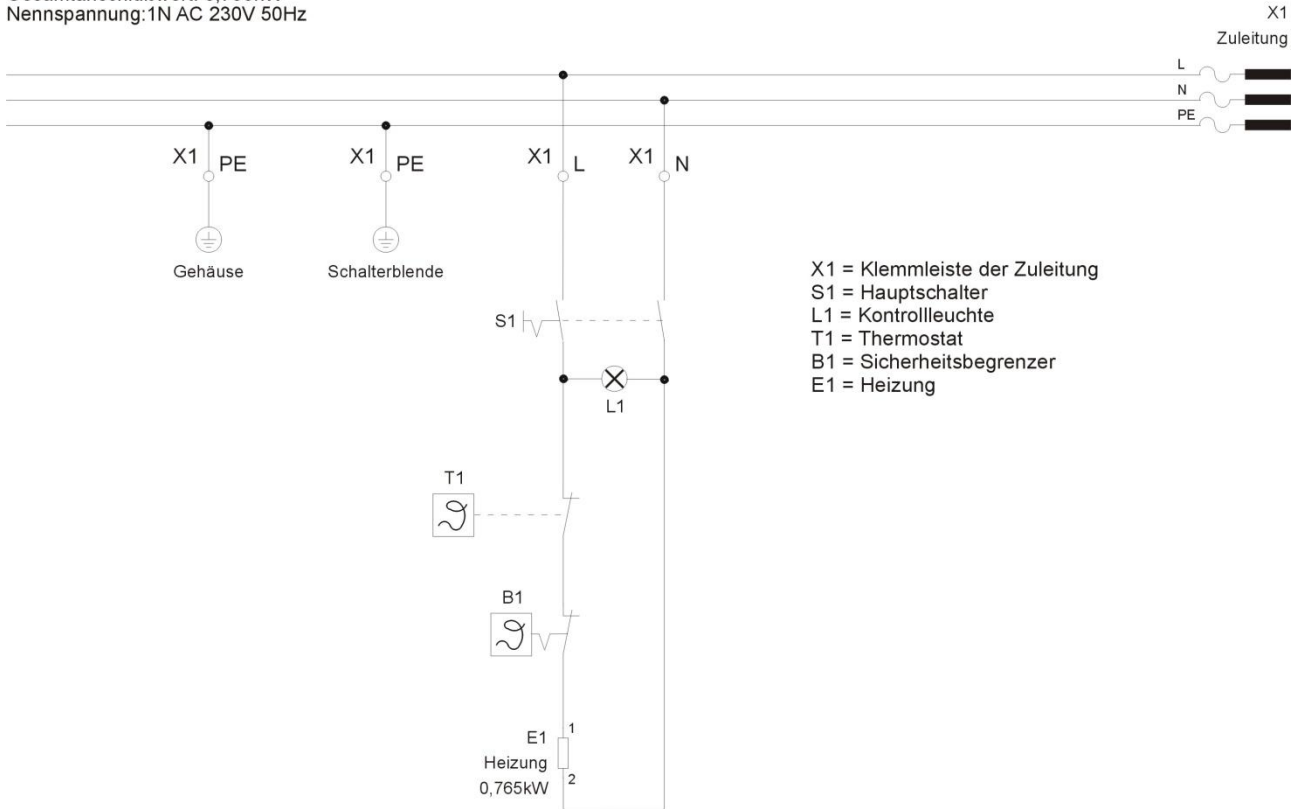 Nennspannung:1N AC 230V 50Hz
X1
Zuleitung
L
N
PE
X1 PE
X1 PE
X1 L
X1 N
Gehäuse
Schalterblende
X1 = Klemmleiste der Zuleitung
S1 = Hauptschalter
L1 = Kontrollleuchte
T1 = Thermostat
B1 = Sicherheitsbegrenzer
E1 = Heizung
S1
L1
T1
B1
E1 1
Heizung
0,765kW 2